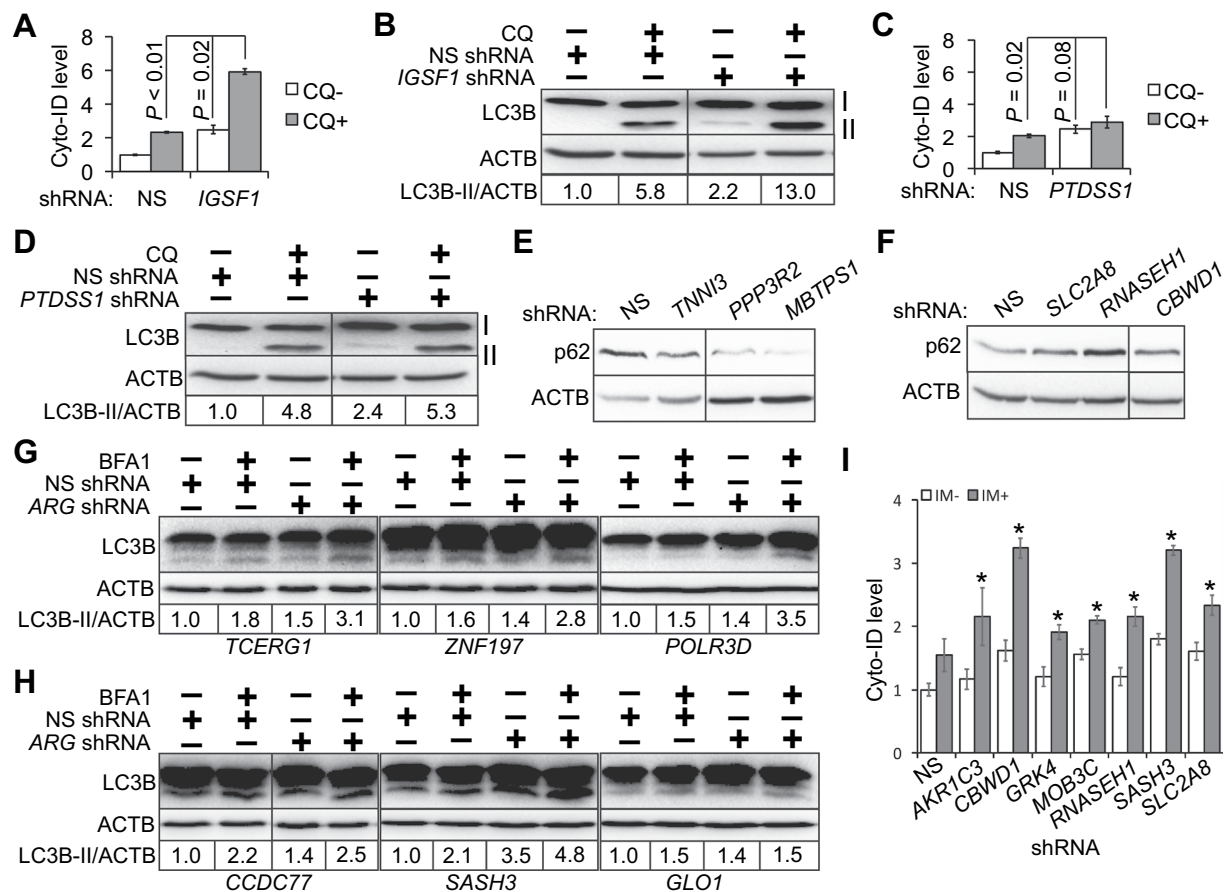 A
Cyto-ID level
8
6
4
2
0
P < 0.01
P = 0.02
CQ-
CQ+
shRNA: NS IGSF1
B
CQ − + − +
NS shRNA + + − −
IGSF1 shRNA − − + +
LC3B I
II
ACTB
LC3B-II/ACTB 1.0 5.8 2.2 13.0
C
Cyto-ID level
8
6
4
2
0
P = 0.02
P = 0.08
CQ-
CQ+
shRNA: NS PTDSS1
D
CQ − + − +
NS shRNA + + − −
PTDSS1 shRNA − − + +
LC3B I
II
ACTB
LC3B-II/ACTB 1.0 4.8 2.4 5.3
E
shRNA: NS TNNI3 PPP3R2 MBTPS1
p62
ACTB
F
shRNA: NS SLC2A8 RNASEH1 CBWD1
p62
ACTB
G
BFA1 − + − + − + − + − + − +
NS shRNA + + − − + + − − + + − −
ARG shRNA − − + + − − + + − − + +
LC3B
ACTB
LC3B-II/ACTB 1.0 1.8 1.5 3.1 1.0 1.6 1.4 2.8 1.0 1.5 1.4 3.5
TCERG1 ZNF197 POLR3D
H
BFA1 − + − + − + − + − + − +
NS shRNA + + − − + + − − + + − −
ARG shRNA − − + + − − + + − − + +
LC3B
ACTB
LC3B-II/ACTB 1.0 2.2 1.4 2.5 1.0 2.1 3.5 4.8 1.0 1.5 1.4 1.5
CCDC77 SASH3 GLO1
I
IM- IM+
Cyto-ID level
4
3
2
1
0
* * * * * * *
NS AKR1C3 CBWD1 GRK4 MOB3C RNASEH1 SASH3 SLC2A8
shRNA